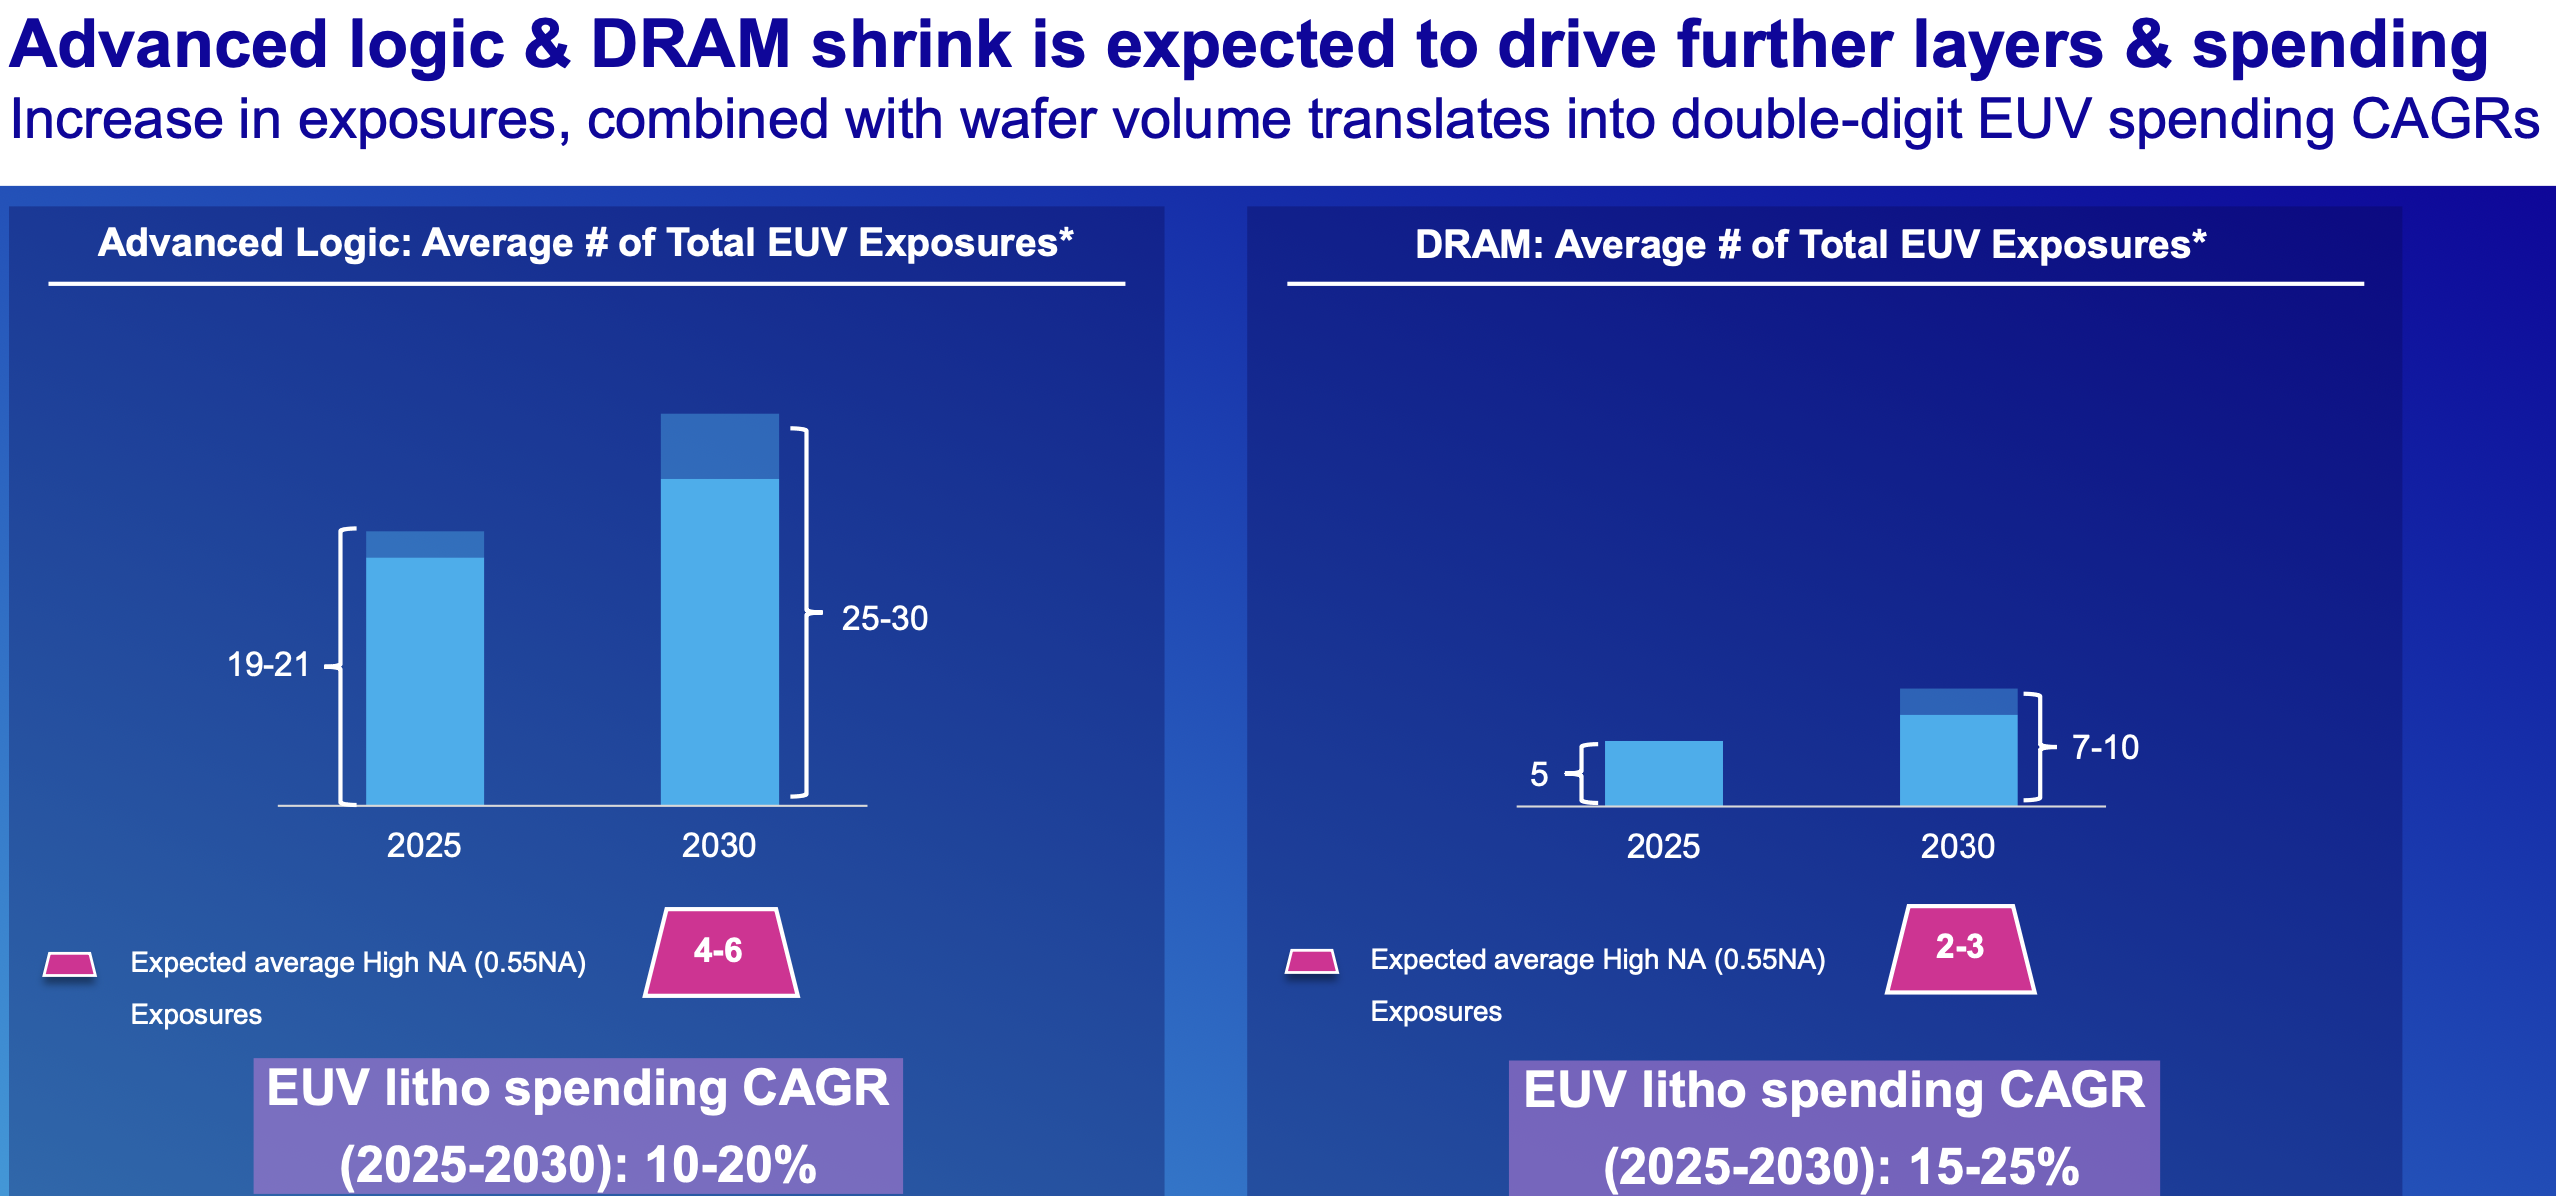 Advanced logic & DRAM shrink is expected to drive further layers & spending
Increase in exposures, combined with wafer volume translates into double-digit EUV spending CAGRs
Advanced Logic: Average # of Total EUV Exposures*
19-21
25-30
2025
2030
4-6
Expected average High NA (0.55NA)
Exposures
EUV litho spending CAGR
(2025-2030): 10-20%
DRAM: Average # of Total EUV Exposures*
5
7-10
2025
2030
2-3
Expected average High NA (0.55NA)
Exposures
EUV litho spending CAGR
(2025-2030): 15-25%